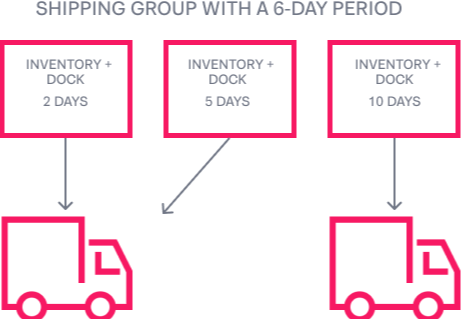 SHIPPING GROUP WITH A 6-DAY PERIOD
INVENTORY +
DOCK
2 DAYS
INVENTORY +
DOCK
5 DAYS
INVENTORY +
DOCK
10 DAYS